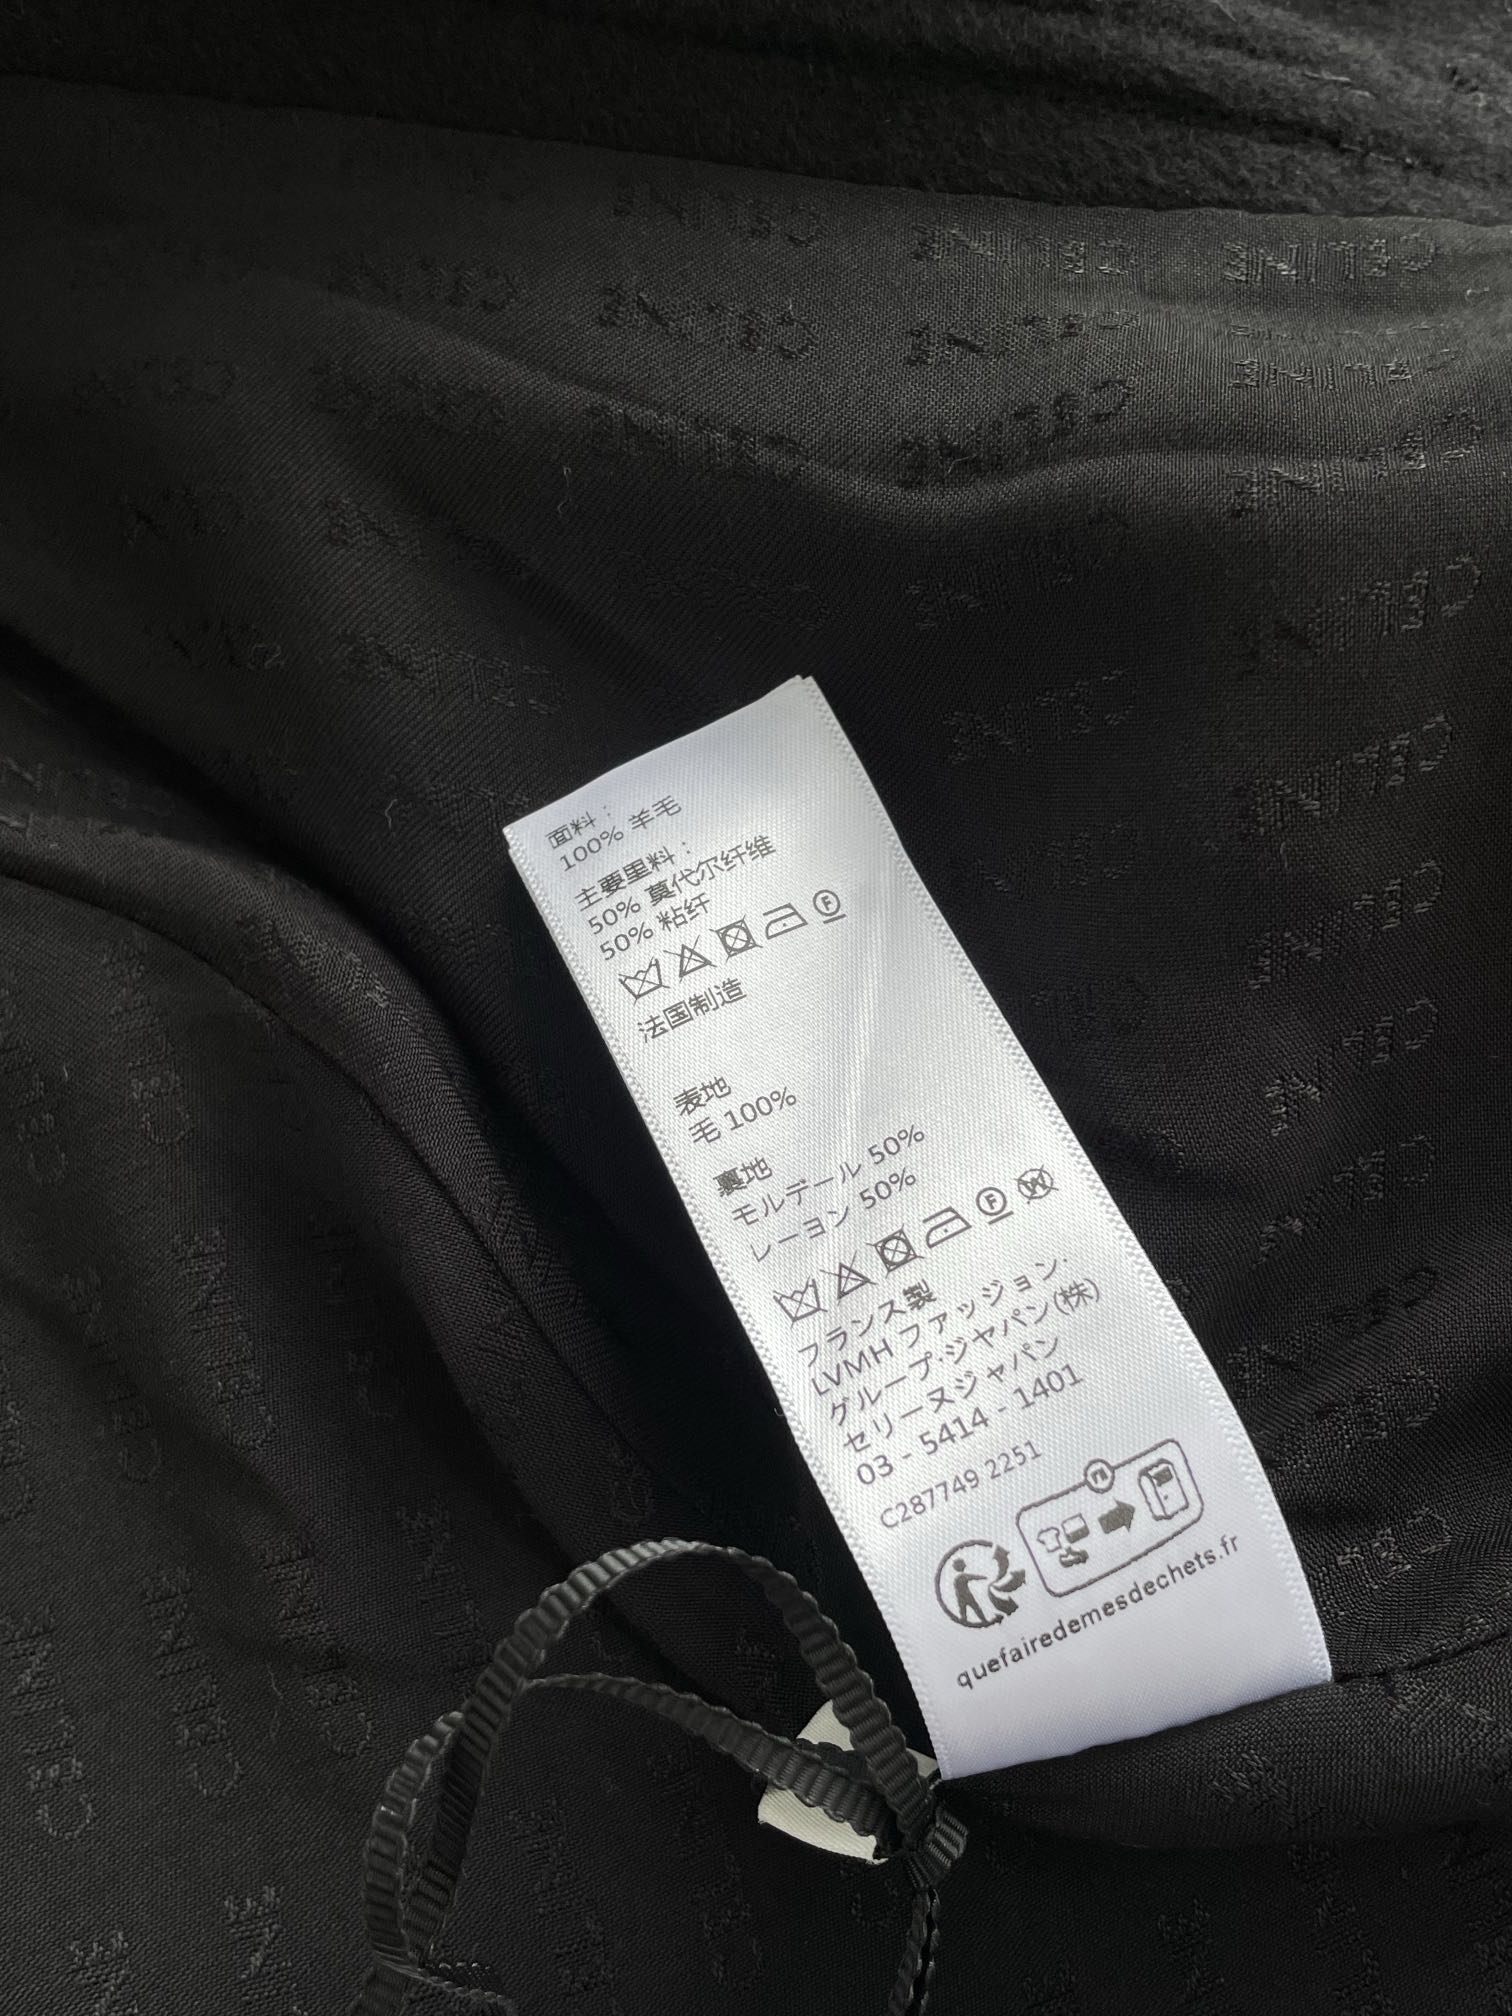 CELINE
面料：
100% 羊毛
主要里料：
50% 莫代尔纤维
50% 粘纤
F
法国制造
表地
毛 100%
裏地
モルデール 50%
レーヨン 50%
F W
フランス製
LVMH ファッション·
グループ·ジャパン(株)
セリーヌジャパン
03 - 5414 - 1401
C287749 2251
quefairedemesdechets.fr